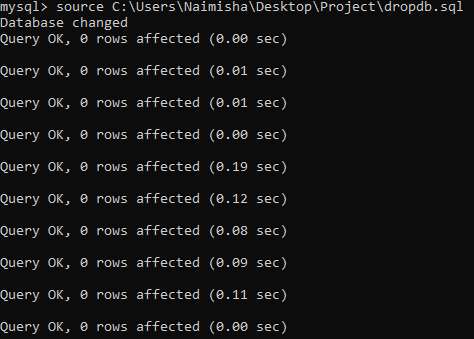 mysql> source C:\Users\Naimisha\Desktop\Project\dropdb.sql
Database changed
Query OK, 0 rows affected (0.00 sec)
Query OK, 0 rows affected (0.01 sec)
Query OK, 0 rows affected (0.01 sec)
Query OK, 0 rows affected (0.00 sec)
Query OK, 0 rows affected (0.19 sec)
Query OK, 0 rows affected (0.12 sec)
Query OK, 0 rows affected (0.08 sec)
Query OK, 0 rows affected (0.09 sec)
Query OK, 0 rows affected (0.11 sec)
Query OK, 0 rows affected (0.00 sec)